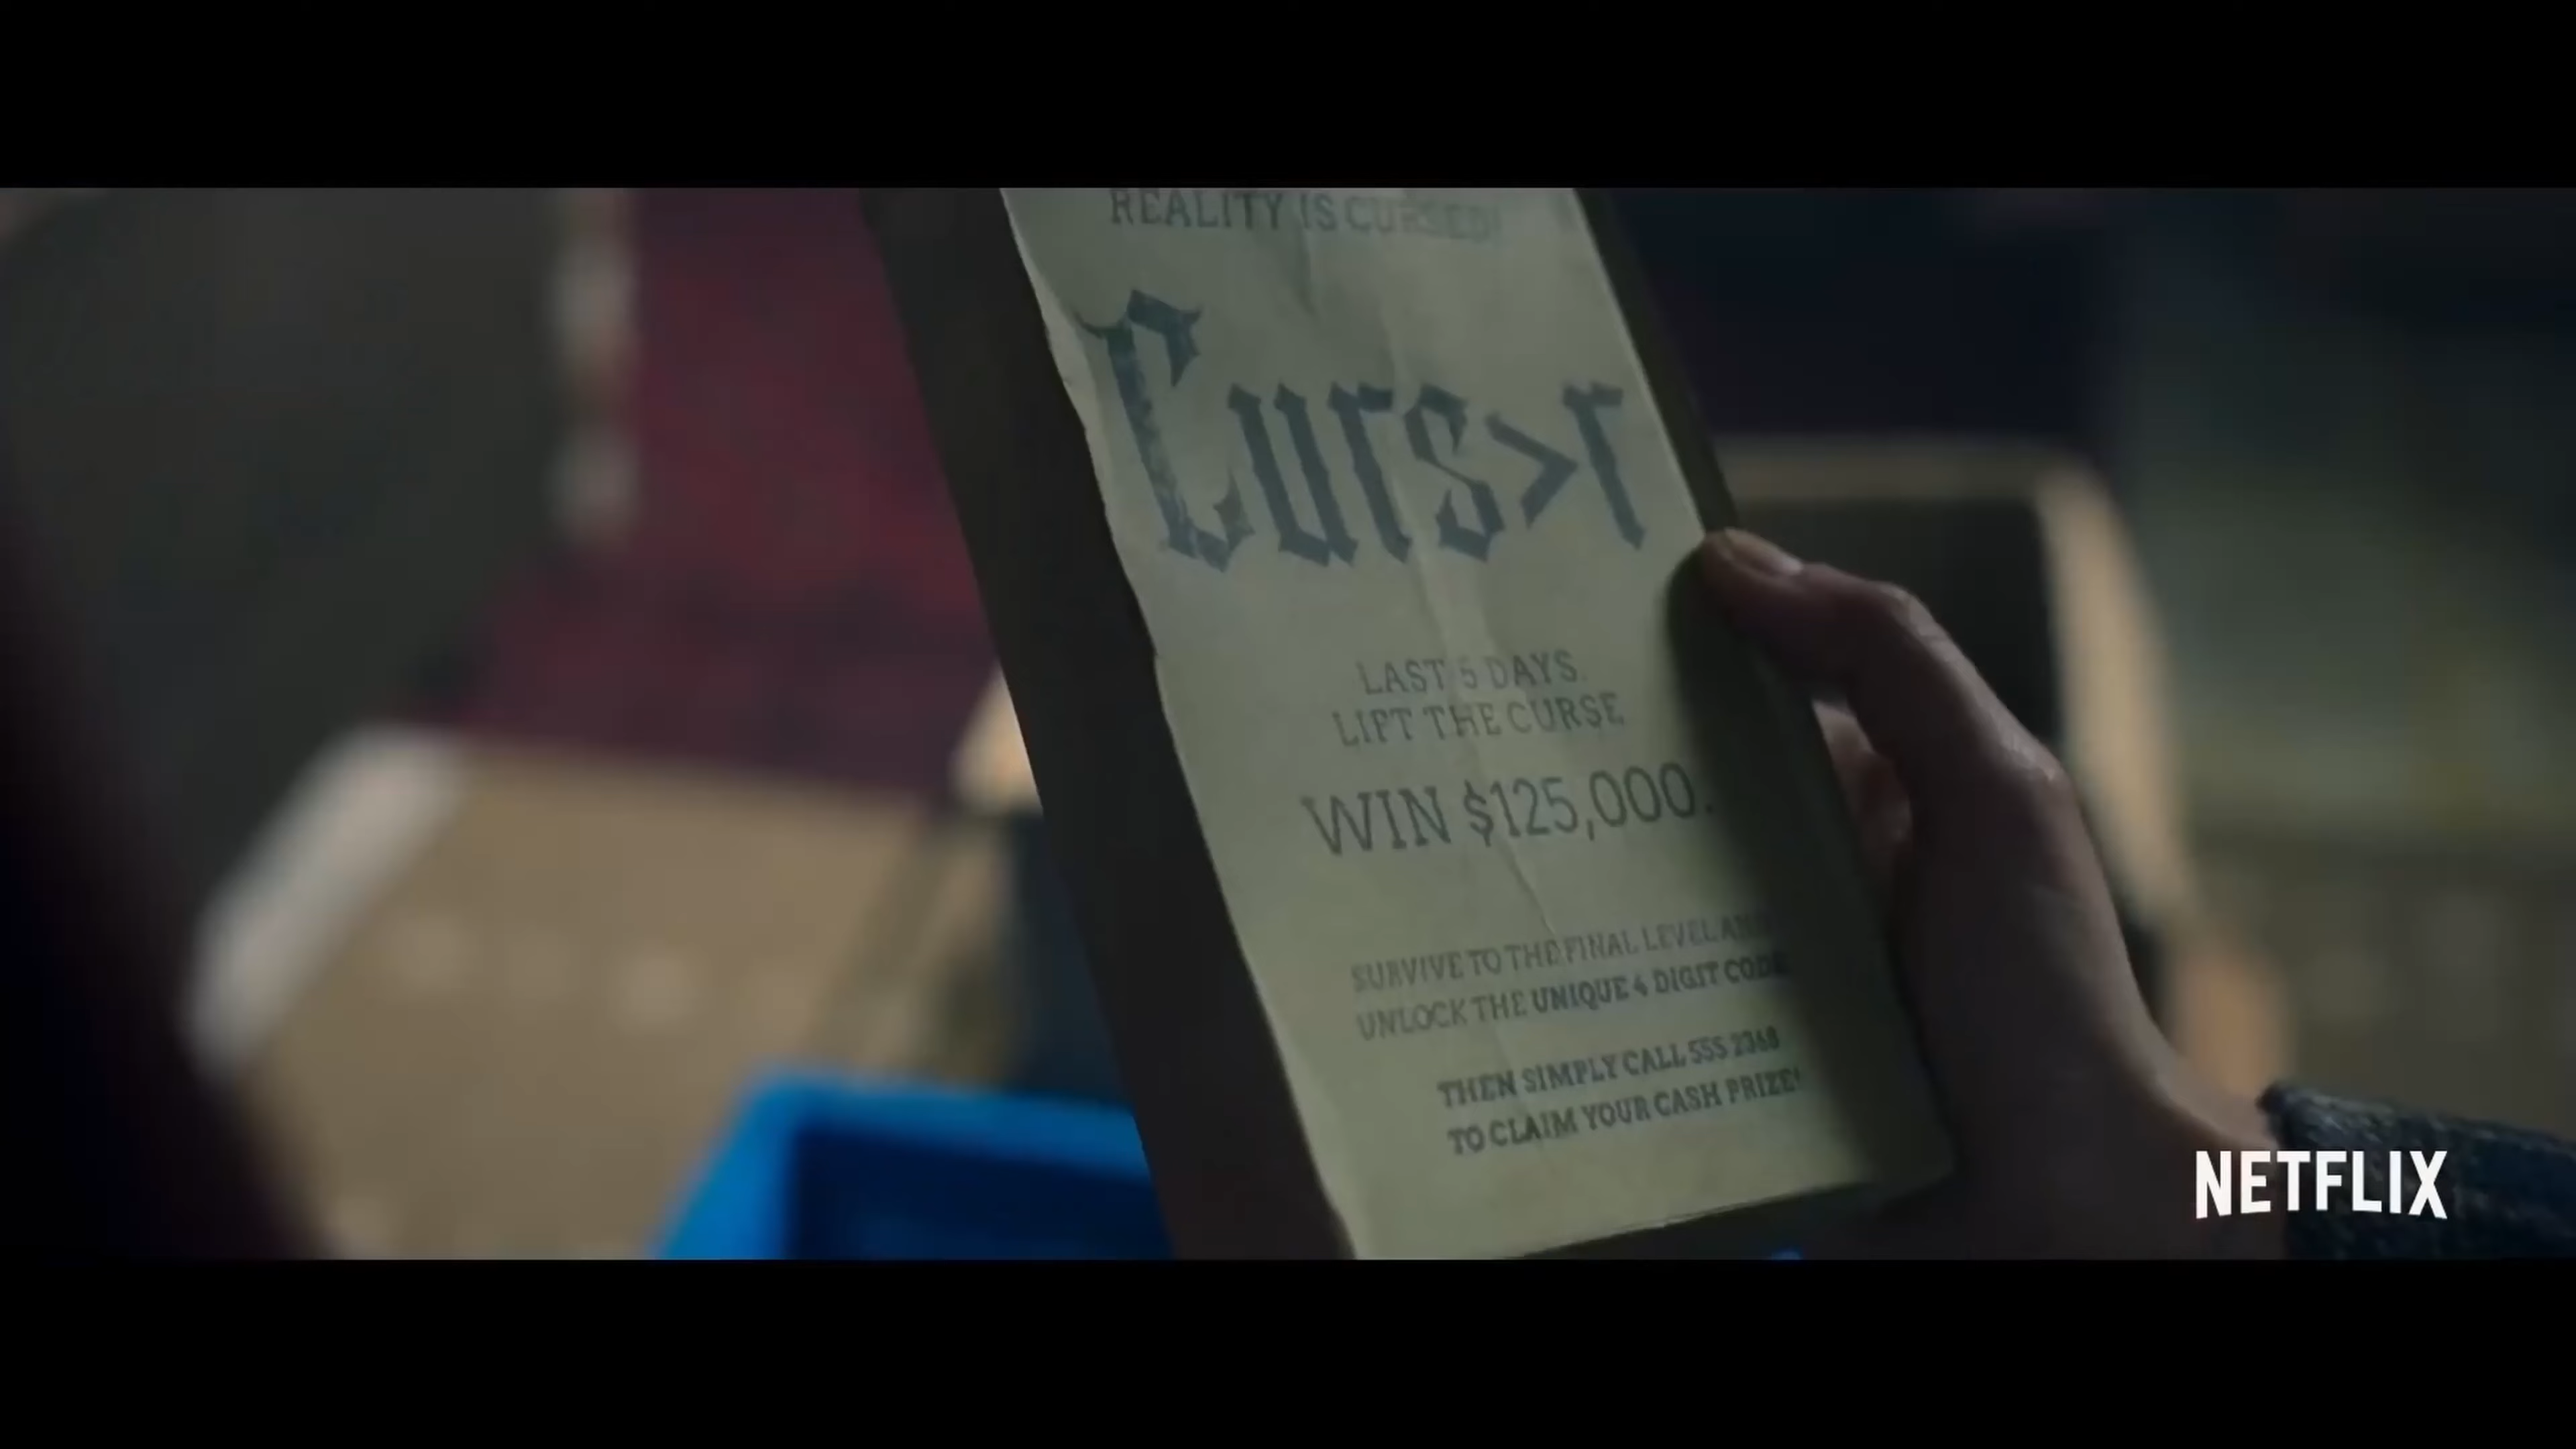 REALITY IS CURSED!
Curs>r
LAST 5 DAYS.
LIFT THE CURSE.
WIN $125,000.
SURVIVE TO THE FINAL LEVEL AND
UNLOCK THE UNIQUE 4 DIGIT CODE
THEN SIMPLY CALL 555 2368
TO CLAIM YOUR CASH PRIZE!
NETFLIX